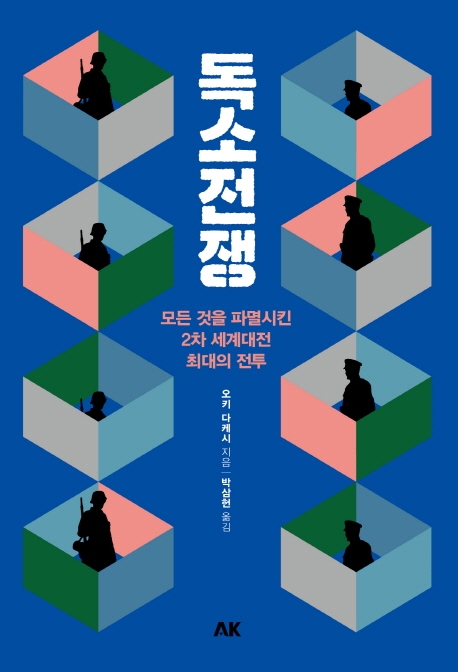 독소전쟁
모든 것을 파멸시킨
2차 세계대전
최대의 전투
오키 다케시 지음 | 박삼헌 옮김
AK